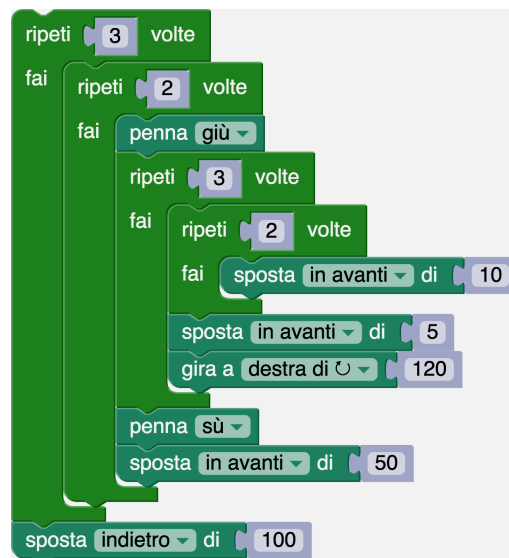 ripeti 3 volte
fai ripeti 2 volte
fai penna giù
ripeti 3 volte
fai ripeti 2 volte
fai sposta in avanti di 10
sposta in avanti di 5
gira a destra di ↻ 120
penna sù
sposta in avanti di 50
sposta indietro di 100